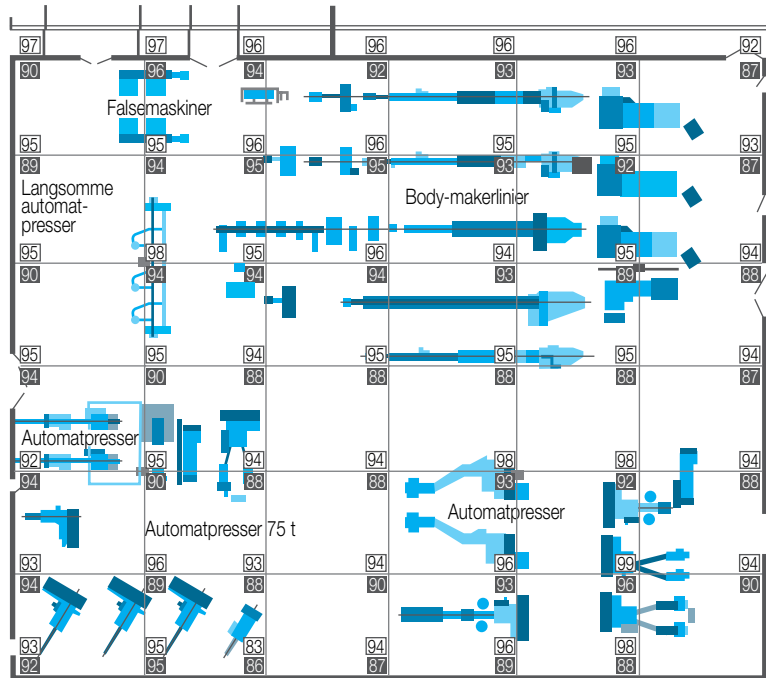 97 97 96 96 96 96 92
90 96 94 92 93 93 87
Falsemaskiner
95 95 96 96 95 95 93
89 94 95 95 93 92 87
Langsomme
automat-
presser
Body-makerlinier
95 98 95 96 94 95 94
90 94 94 94 93 89 88
95 95 94 95 95 95 94
94 90 88 88 88 88 87
Automatpresser
92 95 94 94 98 98 94
94 90 88 88 93 92 88
Automatpresser
Automatpresser 75 t
93 96 93 94 96 99 94
94 89 88 90 93 96 90
93 95 83 94 96 98
92 95 86 87 89 88